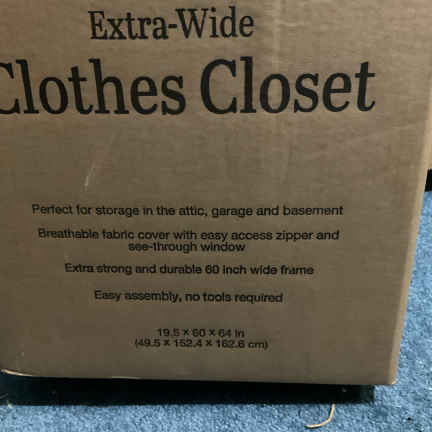 Extra-Wide
Clothes Closet
Perfect for storage in the attic, garage and basement
Breathable fabric cover with easy access zipper and
see-through window
Extra strong and durable 60 inch wide frame
Easy assembly, no tools required
19.5 x 60 x 64 in
(49.5 x 152.4 x 162.6 cm)